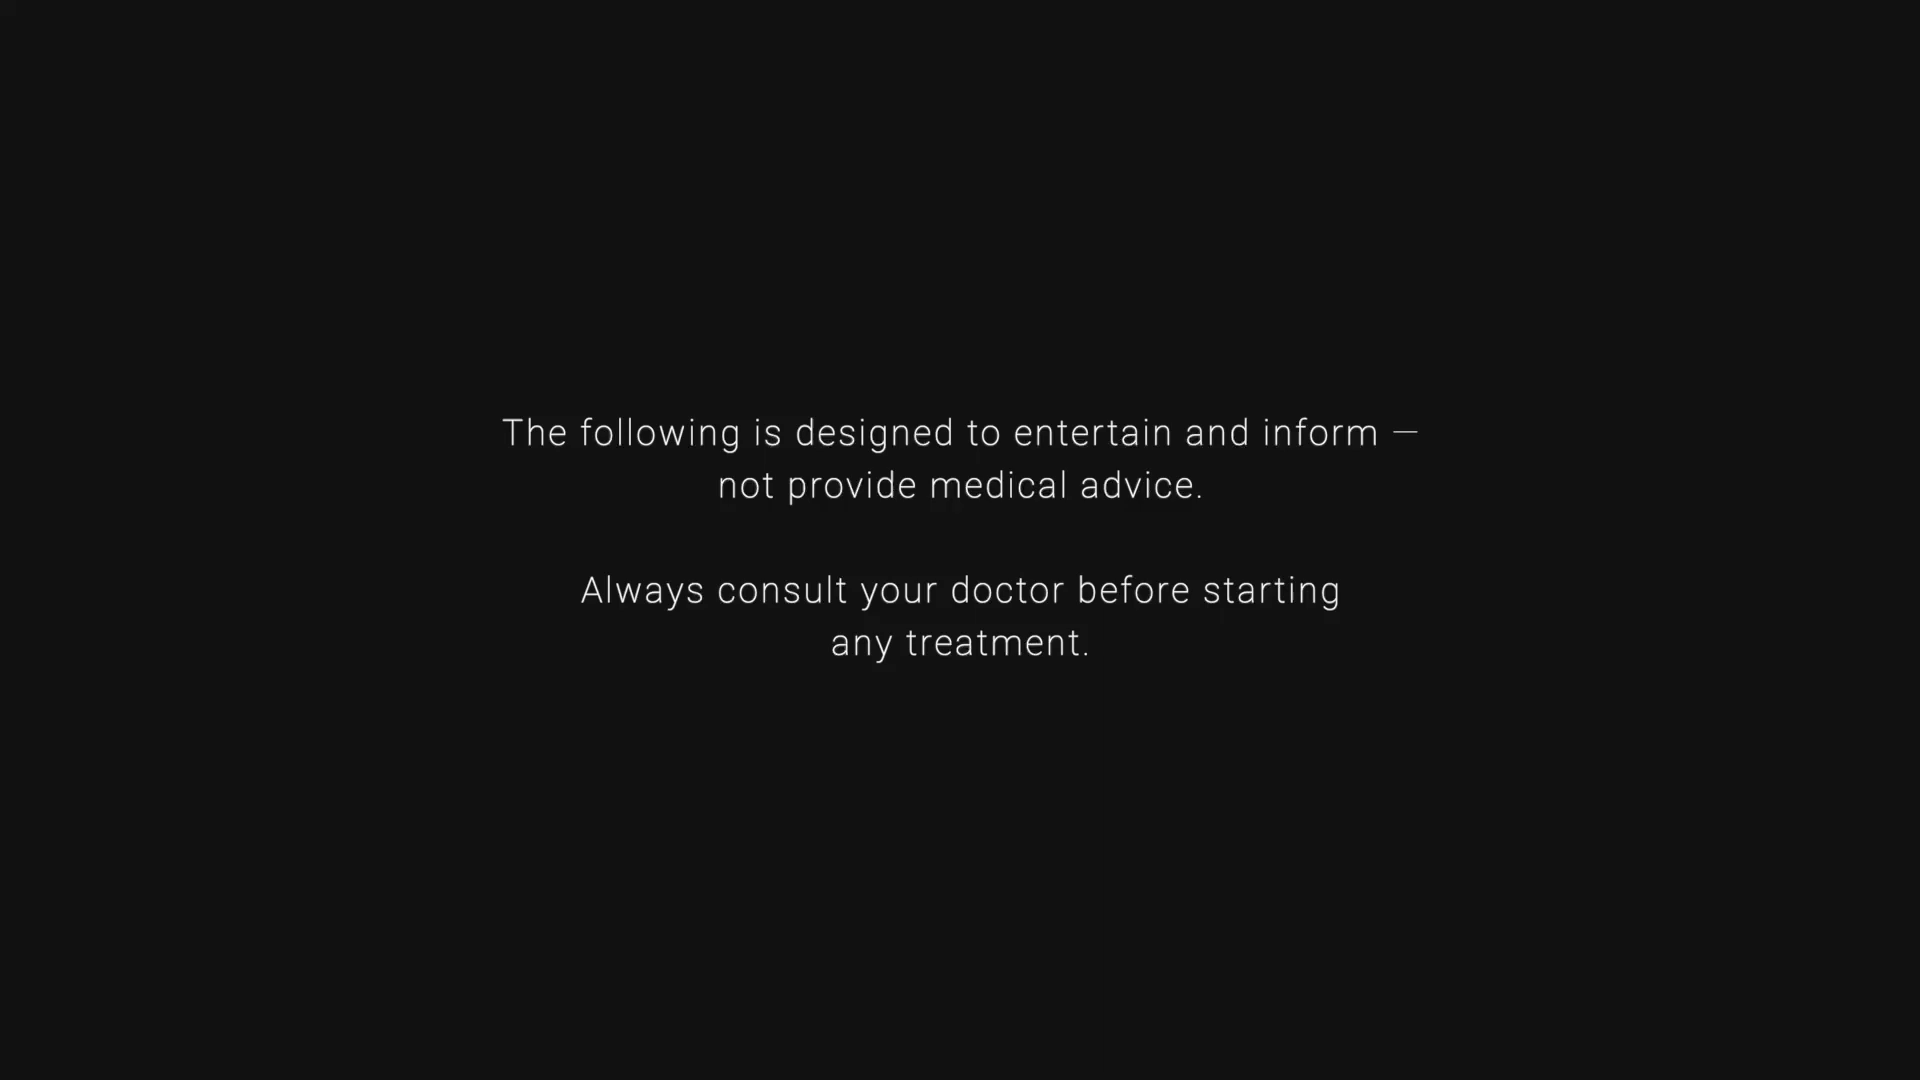 The following is designed to entertain and inform —
not provide medical advice.
Always consult your doctor before starting
any treatment.